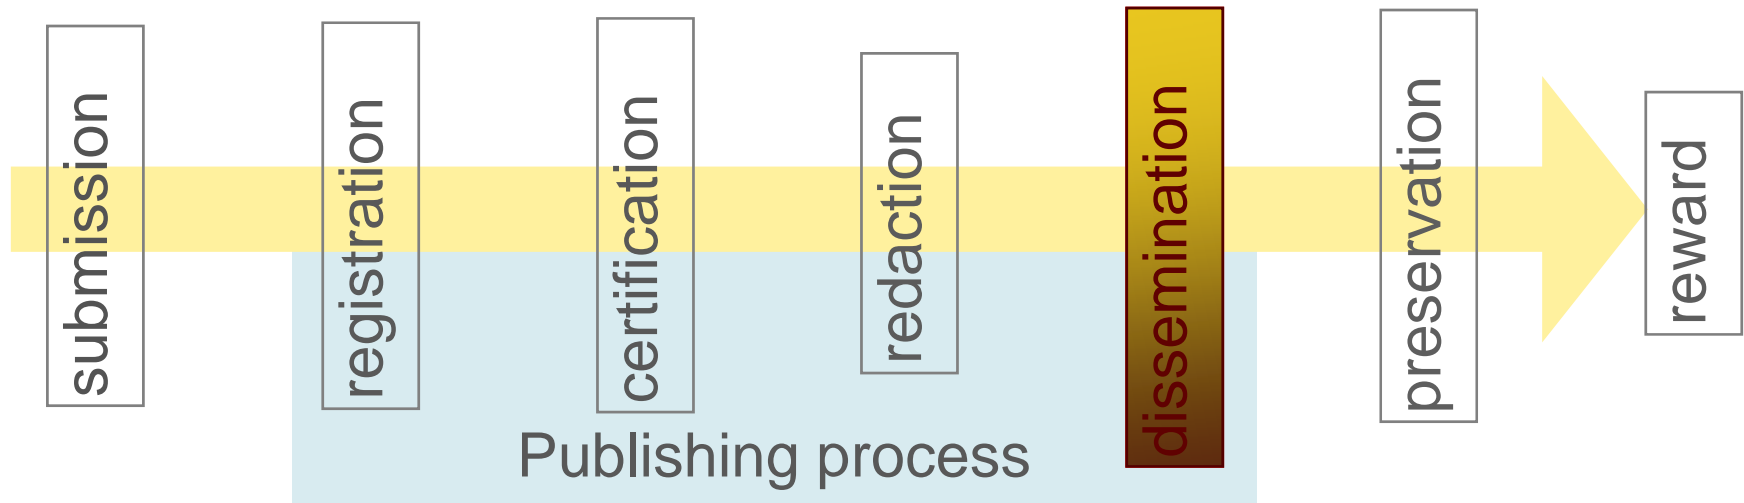 submission
registration
certification
redaction
dissemination
preservation
reward
Publishing process